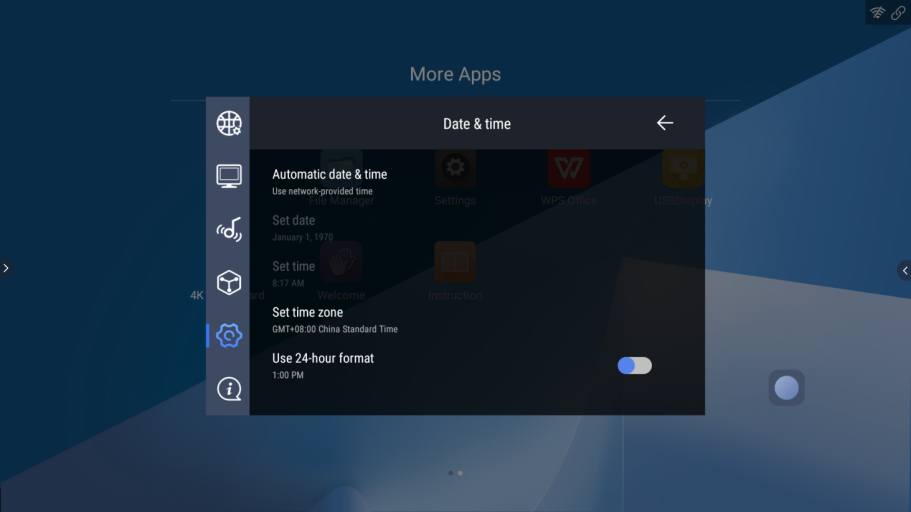 More Apps
Date & time
Automatic date & time
Use network-provided time
File Manager
Settings
WPS Office
USBDisplay
Set date
January 1, 1970
Set time
8:17 AM
4K
rd
Welcome
Instruction
Set time zone
GMT+08:00 China Standard Time
Use 24-hour format
1:00 PM